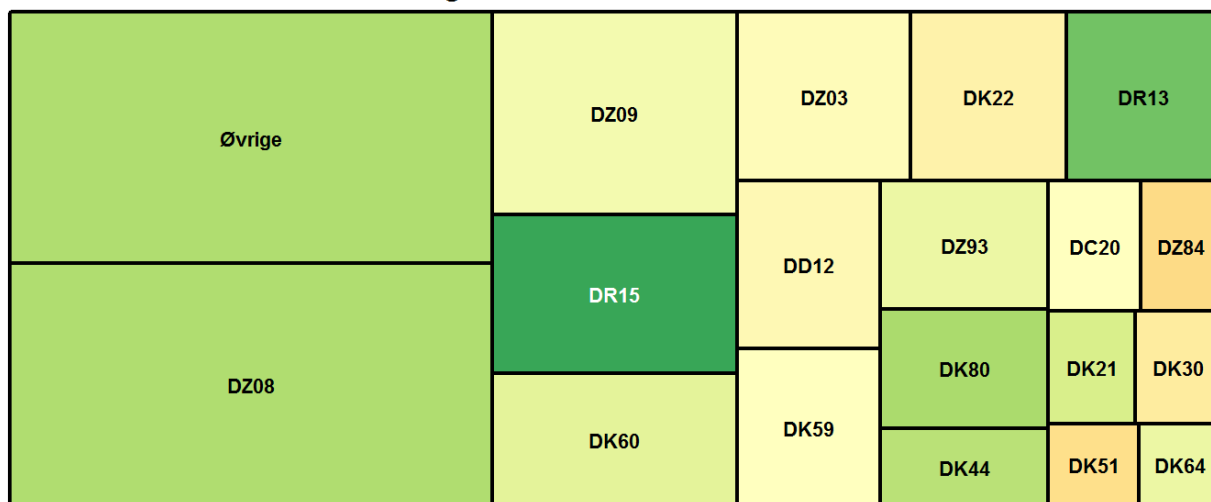 Øvrige
DZ08
DZ09
DR15
DK60
DZ03
DK22
DR13
DD12
DK59
DZ93
DK80
DK44
DC20
DZ84
DK21
DK30
DK51
DK64